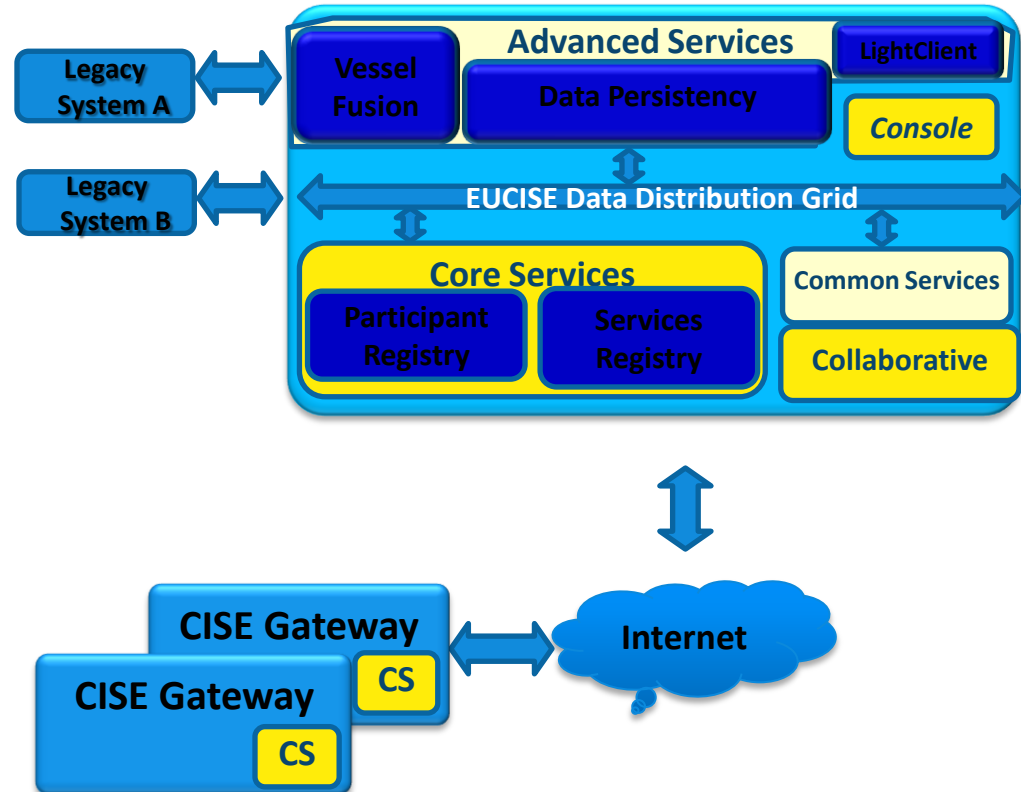 Advanced Services
LightClient
Legacy
System A
Vessel
Fusion
Data Persistency
Console
Legacy
System B
EUCISE Data Distribution Grid
Core Services
Common Services
Participant
Registry
Services
Registry
Collaborative
CISE Gateway
CS
Internet
CISE Gateway
CS